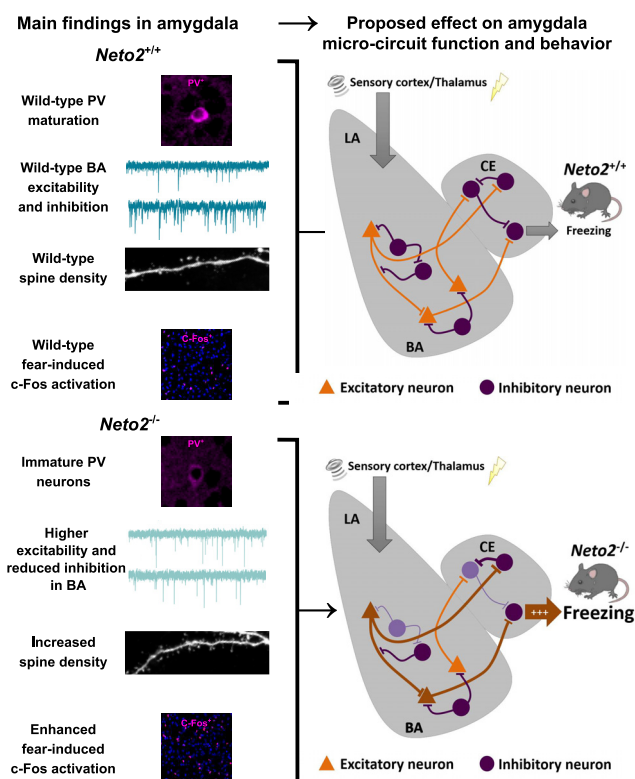 Main findings in amygdala
Proposed effect on amygdala
micro-circuit function and behavior
Neto2+/+
Wild-type PV
maturation
PV+
Wild-type BA
excitability
and inhibition
Wild-type
spine density
Wild-type
fear-induced
c-Fos activation
C-Fos+
Sensory cortex/Thalamus
LA
CE
BA
Neto2+/+
Freezing
Excitatory neuron
Inhibitory neuron
Neto2-/-
Immature PV
neurons
PV+
Higher
excitability and
reduced inhibition
in BA
Increased
spine density
Enhanced
fear-induced
c-Fos activation
C-Fos+
Sensory cortex/Thalamus
LA
CE
BA
Neto2-/-
+++
Freezing
Excitatory neuron
Inhibitory neuron